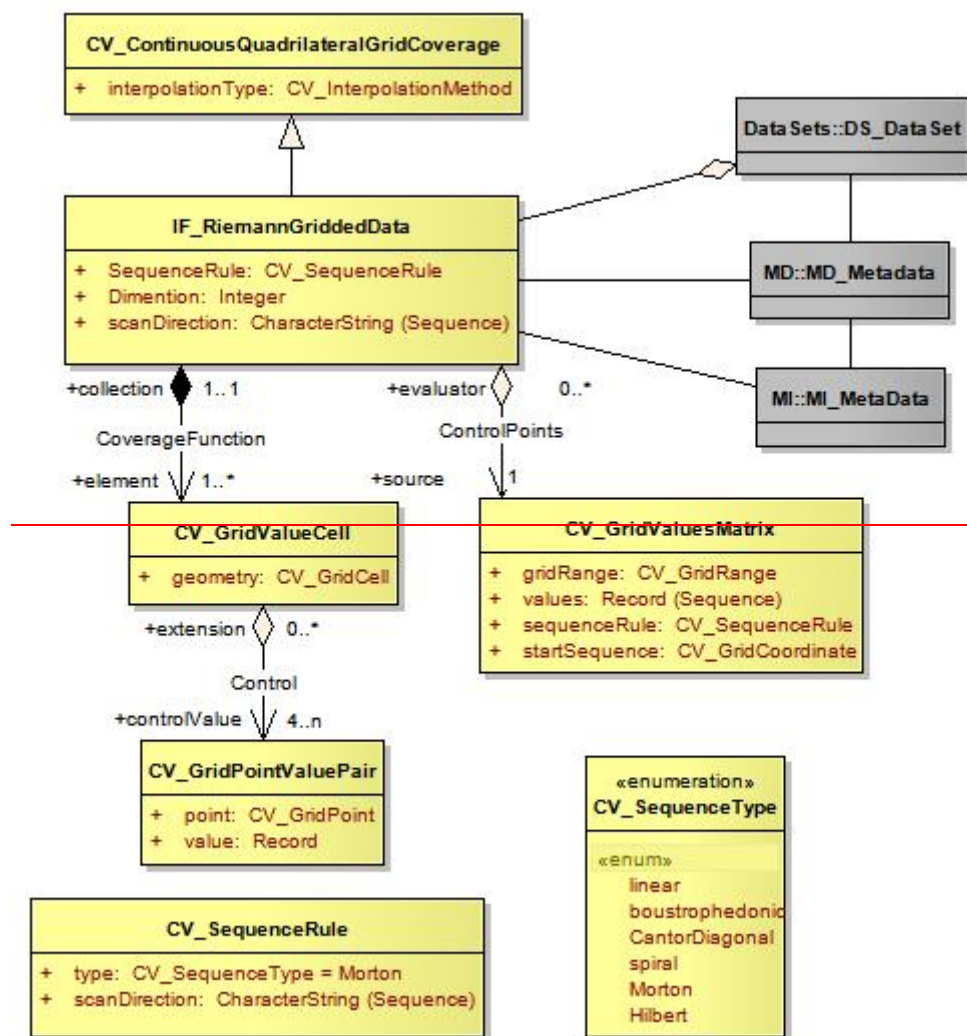 CV_ContinuousQuadrilateralGridCoverage
+ interpolationType: CV_InterpolationMethod
DataSets::DS_DataSet
IF_RiemannGriddedData
+ SequenceRule: CV_SequenceRule
+ Dimention: Integer
+ scanDirection: CharacterString (Sequence)
MD::MD_Metadata
MI::MI_MetaData
+collection 1..1
+evaluator 0..*
CoverageFunction
ControlPoints
+element 1..*
+source 1
CV_GridValueCell
+ geometry: CV_GridCell
CV_GridValuesMatrix
+ gridRange: CV_GridRange
+ values: Record (Sequence)
+ sequenceRule: CV_SequenceRule
+ startSequence: CV_GridCoordinate
+extension 0..*
Control
+controlValue 4..n
CV_GridPointValuePair
+ point: CV_GridPoint
+ value: Record
«enumeration»
CV_SequenceType
«enum»
linear
boustrophedonic
CantorDiagonal
spiral
Morton
Hilbert
CV_SequenceRule
+ type: CV_SequenceType = Morton
+ scanDirection: CharacterString (Sequence)